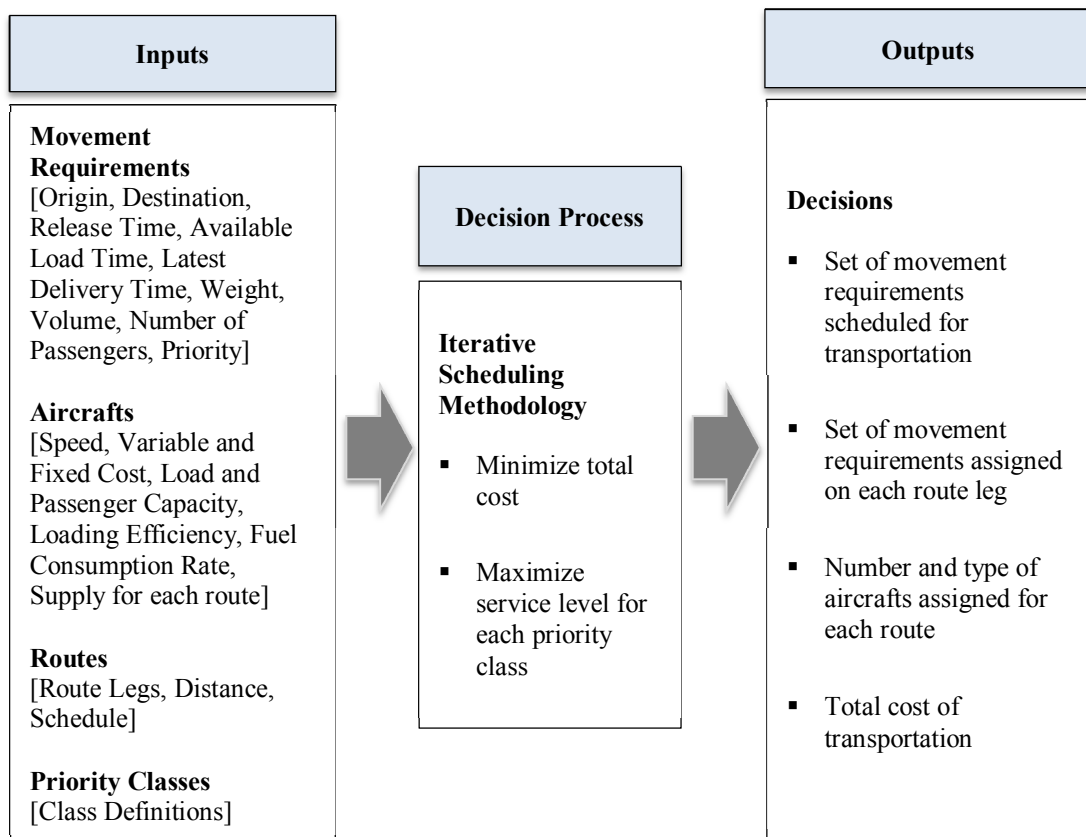 Inputs
Movement
Requirements
[Origin, Destination,
Release Time, Available
Load Time, Latest
Delivery Time, Weight,
Volume, Number of
Passengers, Priority]
Aircrafts
[Speed, Variable and
Fixed Cost, Load and
Passenger Capacity,
Loading Efficiency, Fuel
Consumption Rate,
Supply for each route]
Routes
[Route Legs, Distance,
Schedule]
Priority Classes
[Class Definitions]
Decision Process
Iterative
Scheduling
Methodology
▪ Minimize total
cost
▪ Maximize
service level for
each priority
class
Outputs
Decisions
▪ Set of movement
requirements
scheduled for
transportation
▪ Set of movement
requirements assigned
on each route leg
▪ Number and type of
aircrafts assigned for
each route
▪ Total cost of
transportation